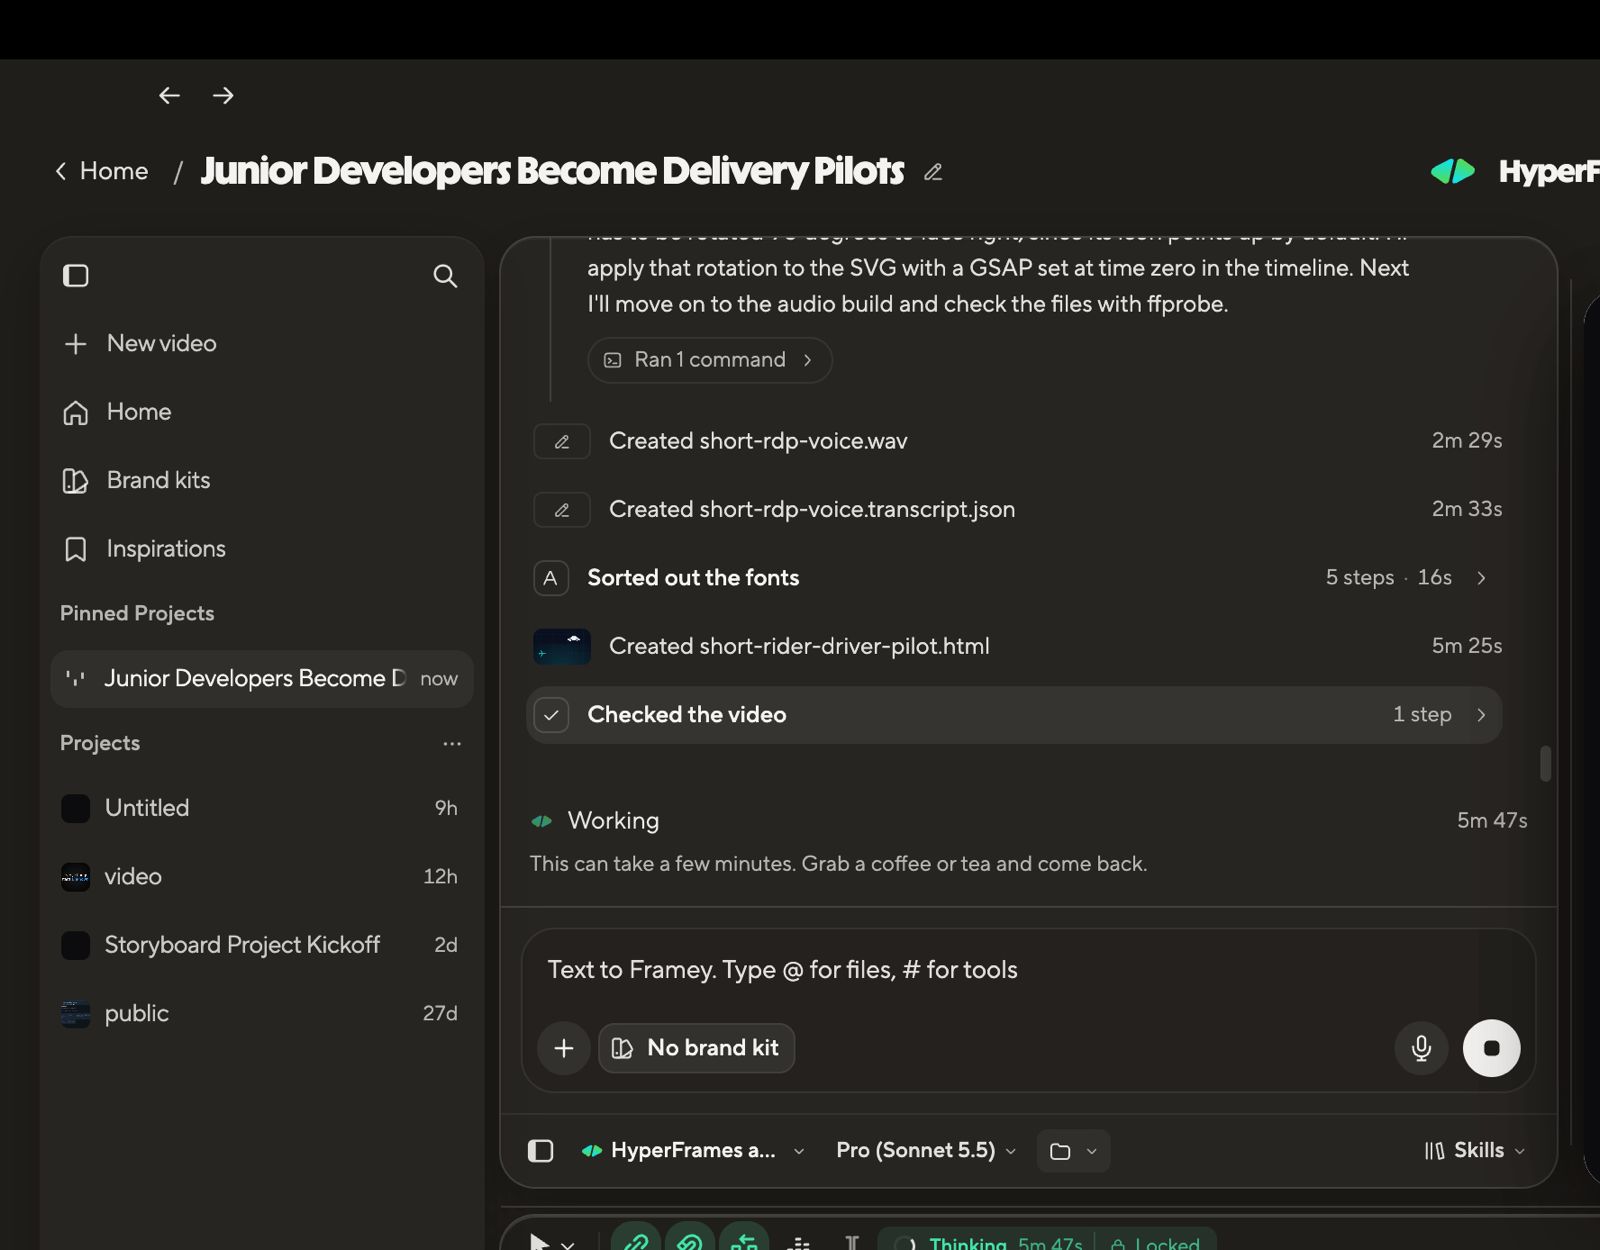 Home / Junior Developers Become Delivery Pilots
HyperF
New video
Home
Brand kits
Inspirations
Pinned Projects
Junior Developers Become D now
Projects
Untitled 9h
video 12h
Storyboard Project Kickoff 2d
public 27d
apply that rotation to the SVG with a GSAP set at time zero in the timeline. Next
I'll move on to the audio build and check the files with ffprobe.
Ran 1 command
Created short-rdp-voice.wav 2m 29s
Created short-rdp-voice.transcript.json 2m 33s
A Sorted out the fonts 5 steps · 16s
Created short-rider-driver-pilot.html 5m 25s
Checked the video 1 step
Working 5m 47s
This can take a few minutes. Grab a coffee or tea and come back.
Text to Framey. Type @ for files, # for tools
No brand kit
HyperFrames a... Pro (Sonnet 5.5) Skills
Thinking 5m 47s Locked